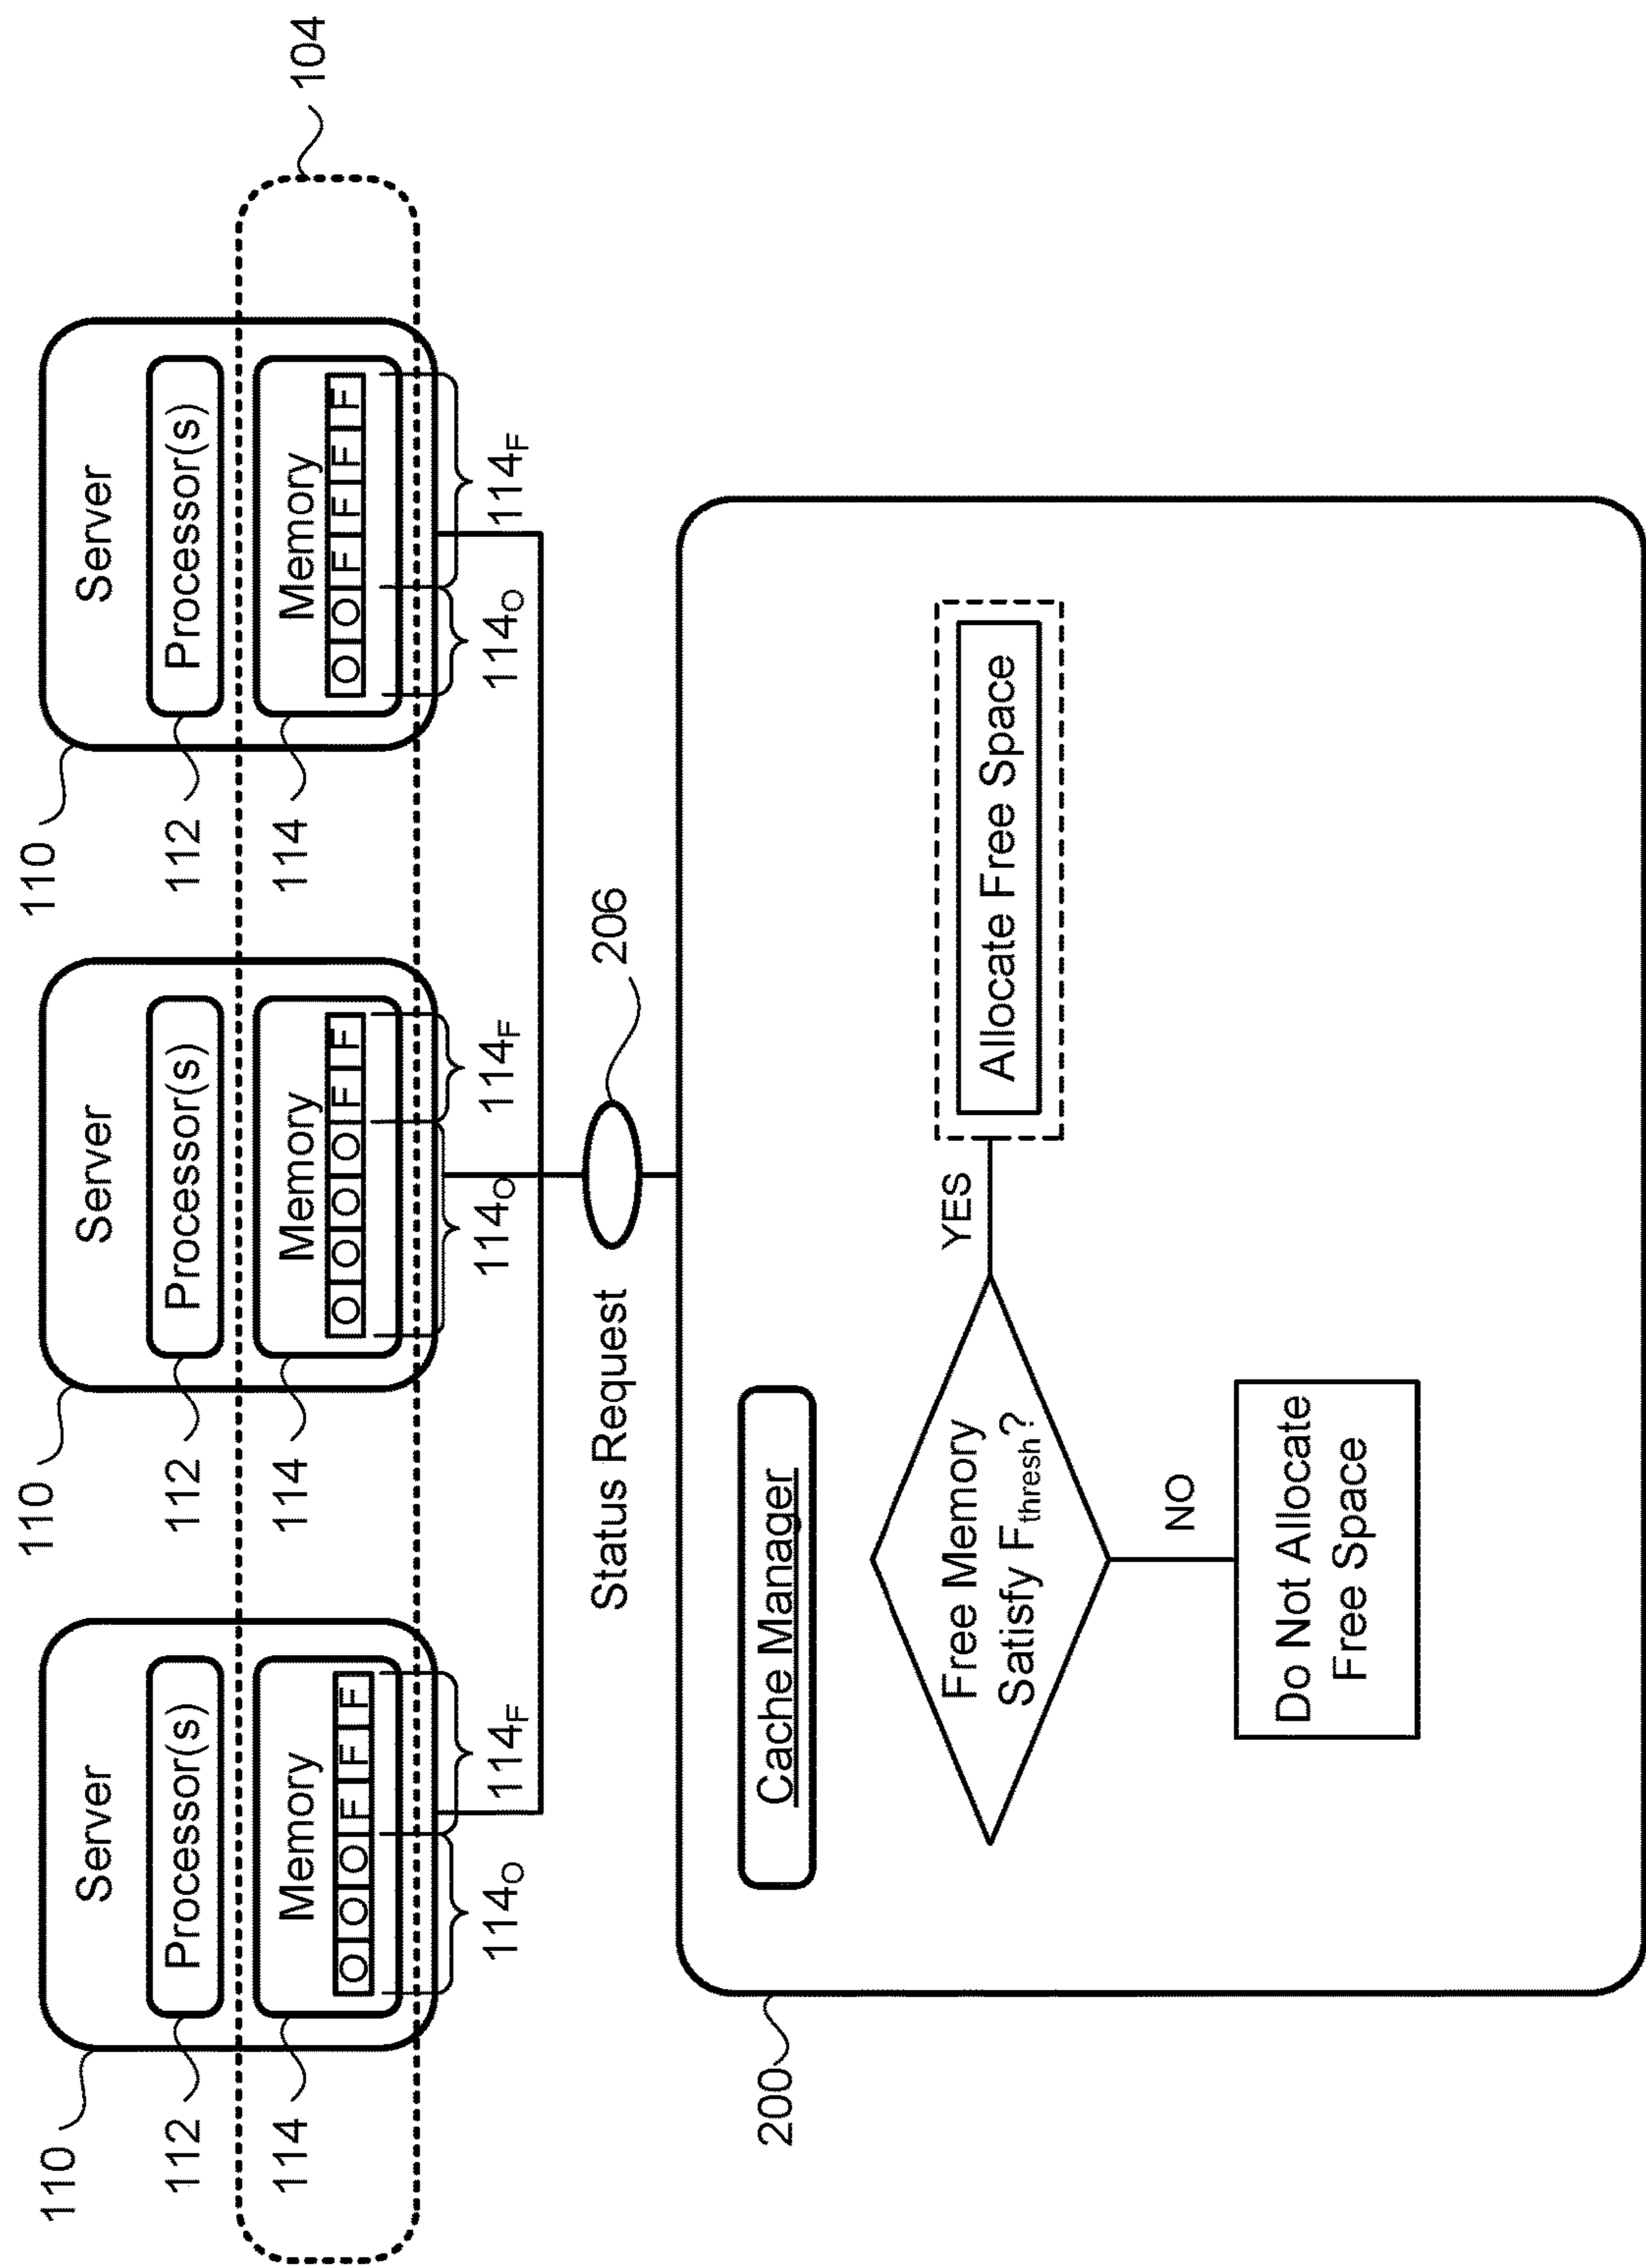 104
110
Server
112
Processor(s)
114
Memory
O O O F F F
114O
114F
110
Server
112
Processor(s)
114
Memory
O O O O F F
114O
114F
110
Server
112
Processor(s)
114
Memory
O O F F F F
114O
114F
Status Request
206
200
Cache Manager
Free Memory
Satisfy Fthresh?
YES
Allocate Free Space
NO
Do Not Allocate
Free Space